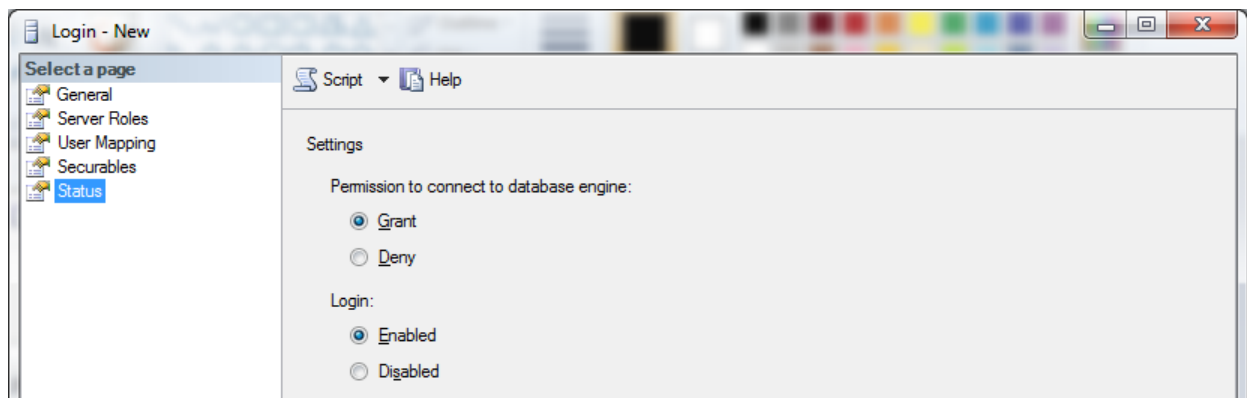 Login - New
Select a page
General
Server Roles
User Mapping
Securables
Status
Script
Help
Settings
Permission to connect to database engine:
Grant
Deny
Login:
Enabled
Disabled